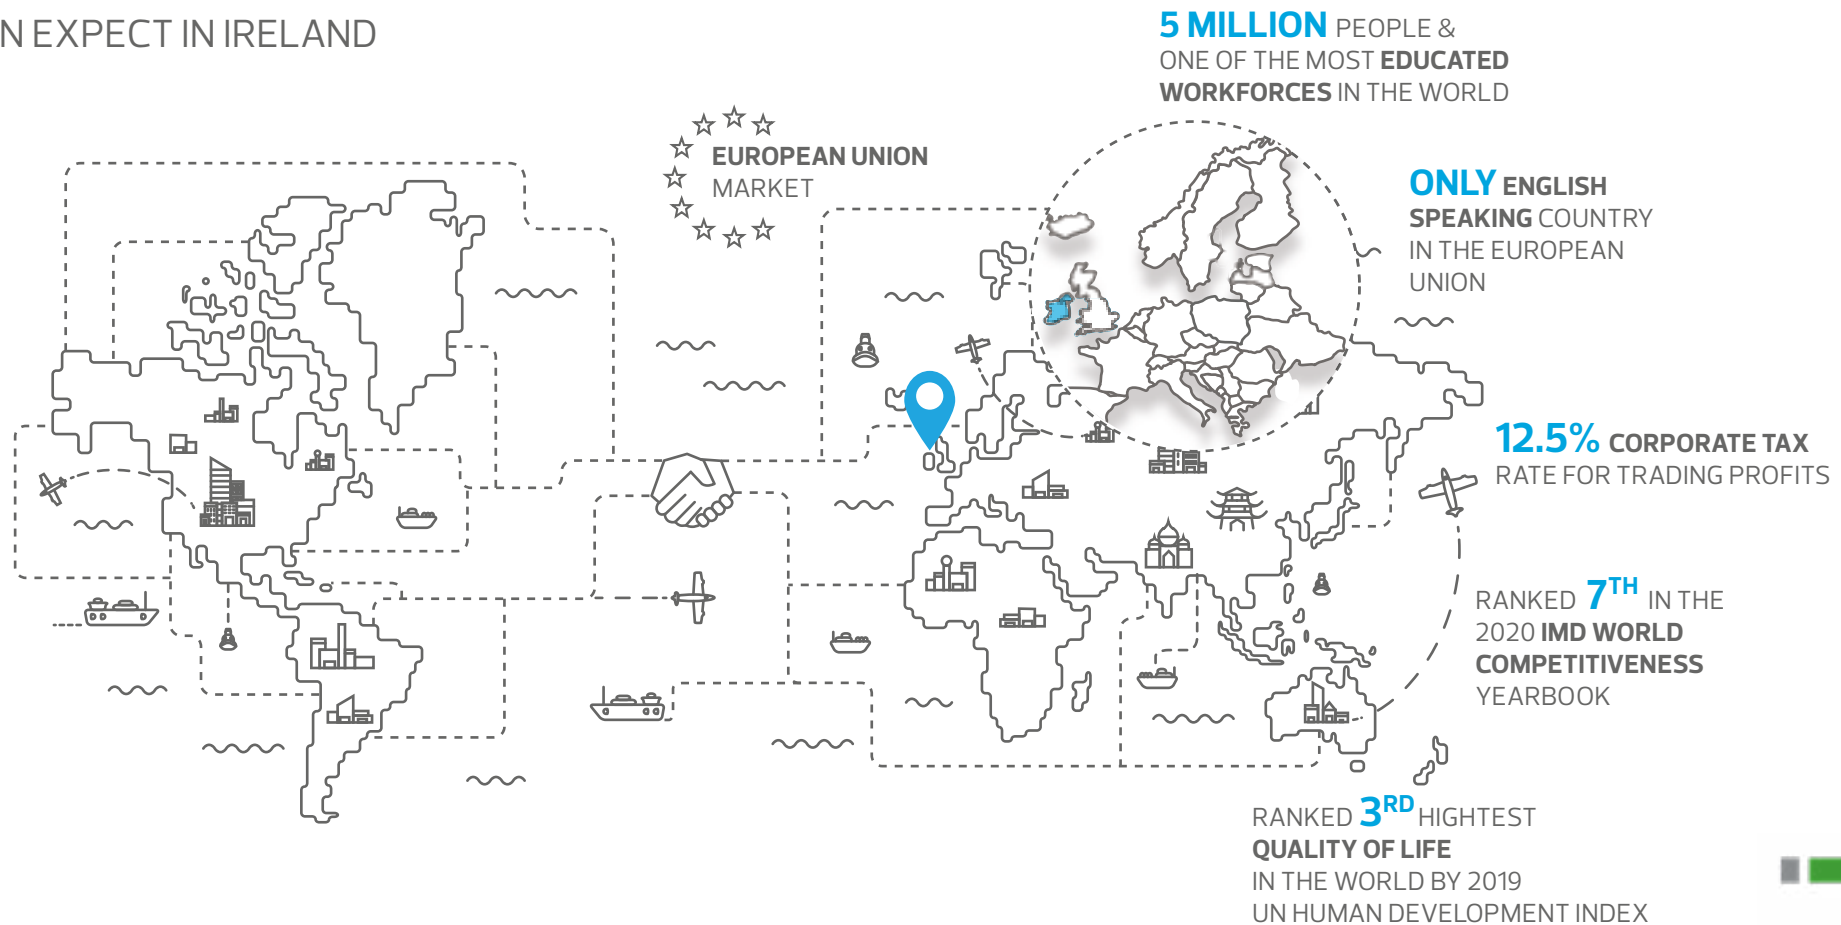 N EXPECT IN IRELAND
5 MILLION PEOPLE &
ONE OF THE MOST EDUCATED
WORKFORCES IN THE WORLD
EUROPEAN UNION
MARKET
ONLY ENGLISH
SPEAKING COUNTRY
IN THE EUROPEAN
UNION
12.5% CORPORATE TAX
RATE FOR TRADING PROFITS
RANKED 7TH IN THE
2020 IMD WORLD
COMPETITIVENESS
YEARBOOK
RANKED 3RD HIGHTEST
QUALITY OF LIFE
IN THE WORLD BY 2019
UN HUMAN DEVELOPMENT INDEX